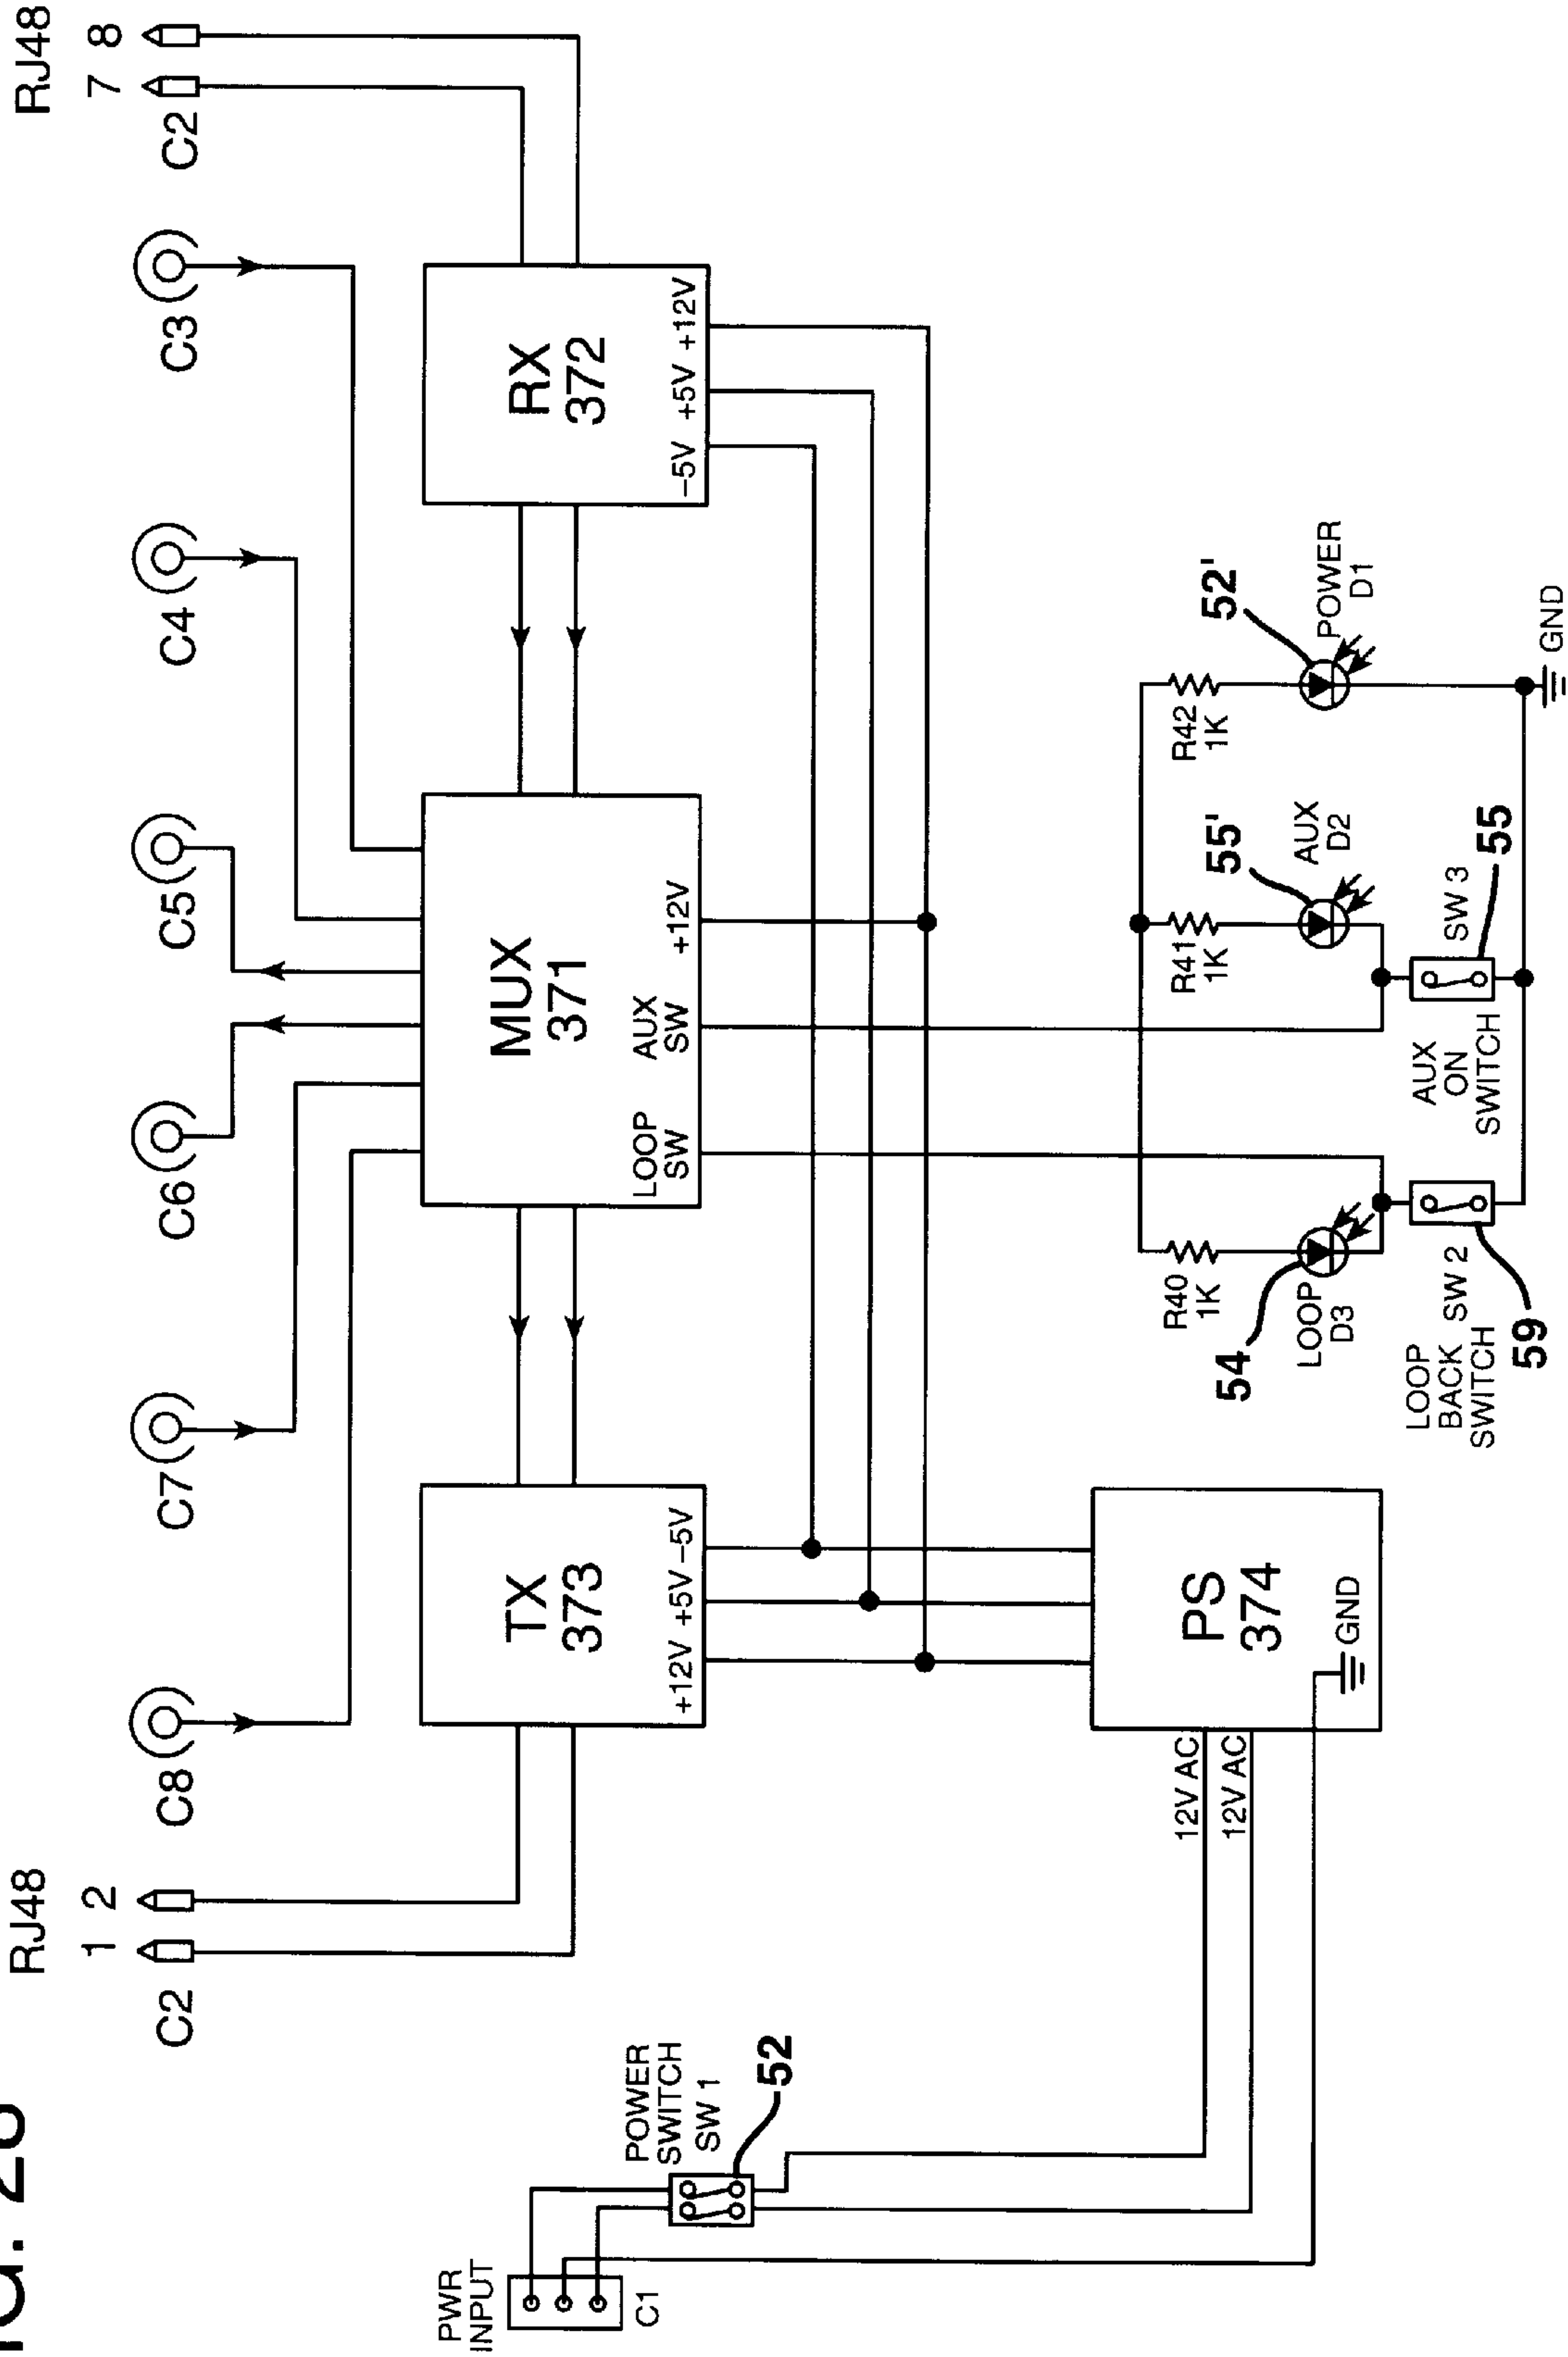 FIG. 28
RJ48
1 2
C2
C8
C7
C6
C5
C4
C3
C2
RJ48
7 8
TX
373
+12V +5V -5V
MUX
371
LOOP
SW
AUX
SW
+12V
RX
372
-5V +5V +12V
PWR
INPUT
C1
POWER
SWITCH
SW 1
52
12V AC
12V AC
PS
374
GND
R40
1K
54
LOOP
D3
LOOP
BACK
SWITCH
SW 2
59
R41
1K
55'
AUX
D2
AUX
ON
SWITCH
SW 3
55
R42
1K
52'
POWER
D1
GND